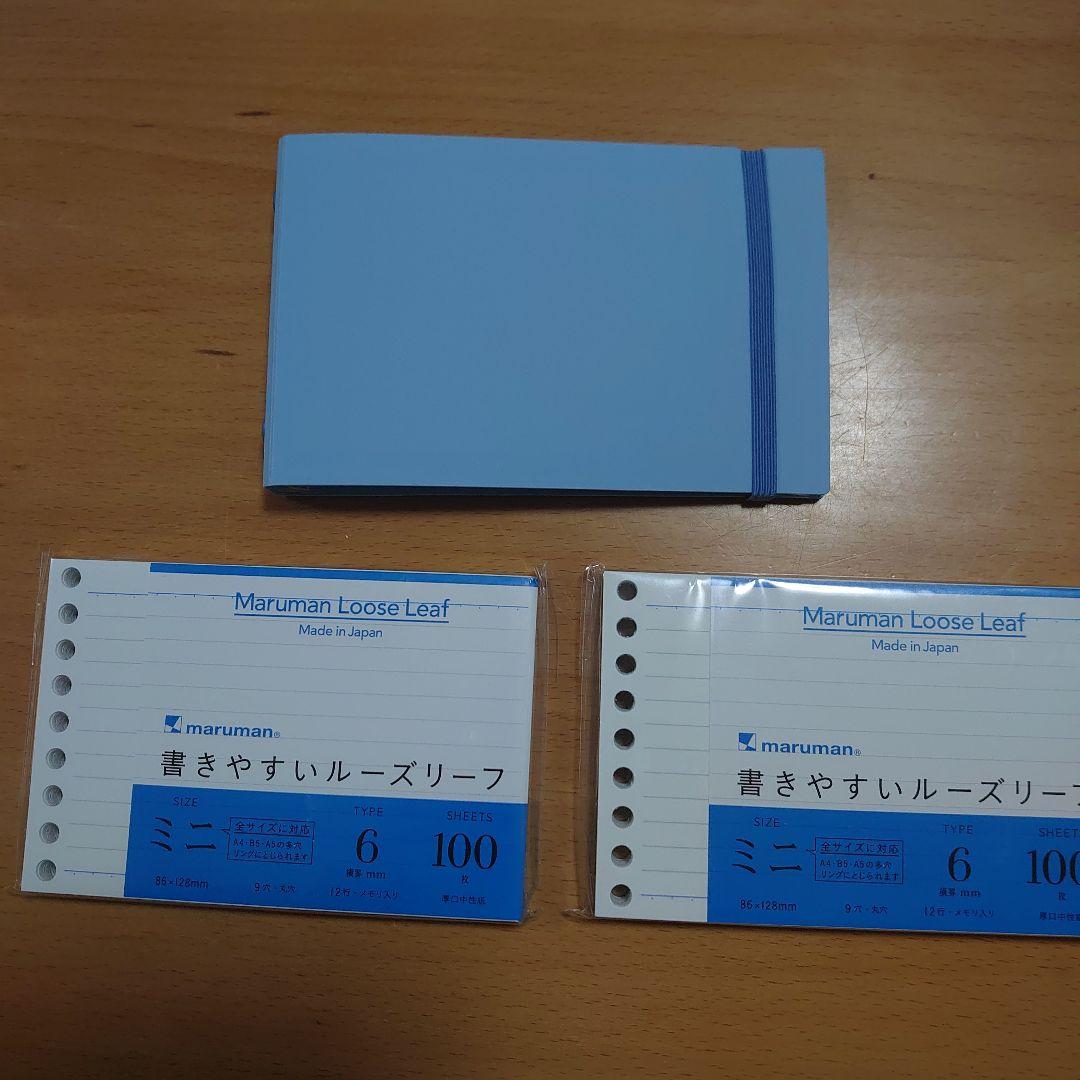 Maruman Loose Leaf
Made in Japan
maruman®
書きやすいルーズリーフ
SIZE
ミニ
全サイズに対応
A4・B5・A5の多穴
リングにとじられます
86×128mm
9穴・丸穴
TYPE
6
横罫 mm
12行・メモリ入り
SHEETS
100
枚
厚口中性紙
Maruman Loose Leaf
Made in Japan
maruman®
書きやすいルーズリーフ
SIZE
ミニ
全サイズに対応
A4・B5・A5の多穴
リングにとじられます
86×128mm
9穴・丸穴
TYPE
6
横罫 mm
12行・メモリ入り
SHEETS
100
枚
厚口中性